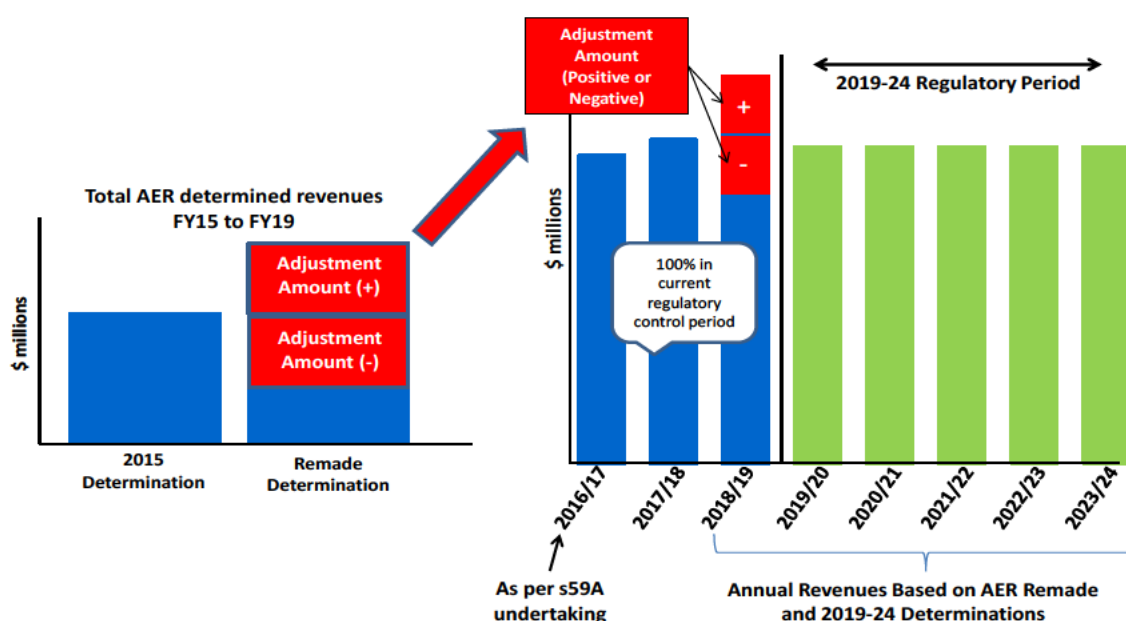 Total AER determined revenues
FY15 to FY19
$ millions
Adjustment
Amount (+)
Adjustment
Amount (-)
2015
Determination
Remade
Determination
Adjustment
Amount
(Positive or
Negative)
$ millions
+
-
100% in
current
regulatory
control period
2019-24 Regulatory Period
2016/17
2017/18
2018/19
2019/20
2020/21
2021/22
2022/23
2023/24
As per s59A
undertaking
Annual Revenues Based on AER Remade
and 2019-24 Determinations